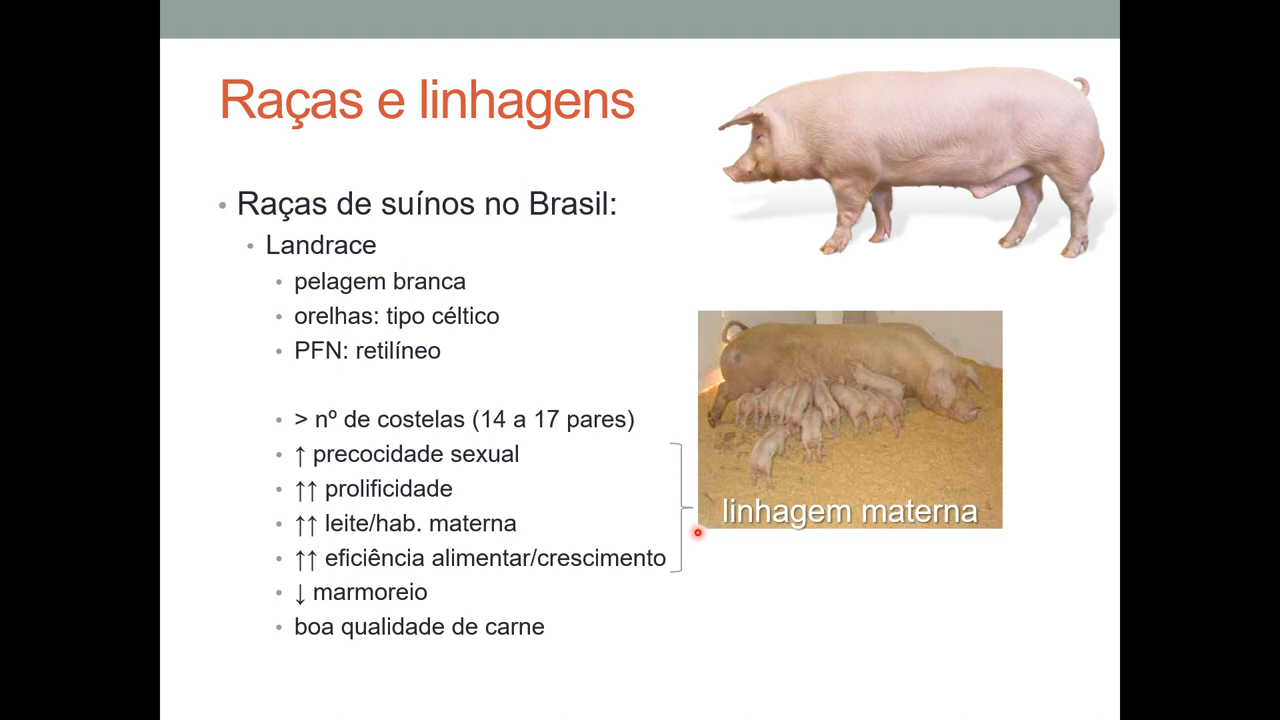 Raças e linhagens
• Raças de suínos no Brasil:
• Landrace
• pelagem branca
• orelhas: tipo céltico
• PFN: retilíneo
• > nº de costelas (14 a 17 pares)
• ↑ precocidade sexual
• ↑↑ prolificidade
• ↑↑ leite/hab. materna
• ↑↑ eficiência alimentar/crescimento
• ↓ marmoreio
• boa qualidade de carne
linhagem materna